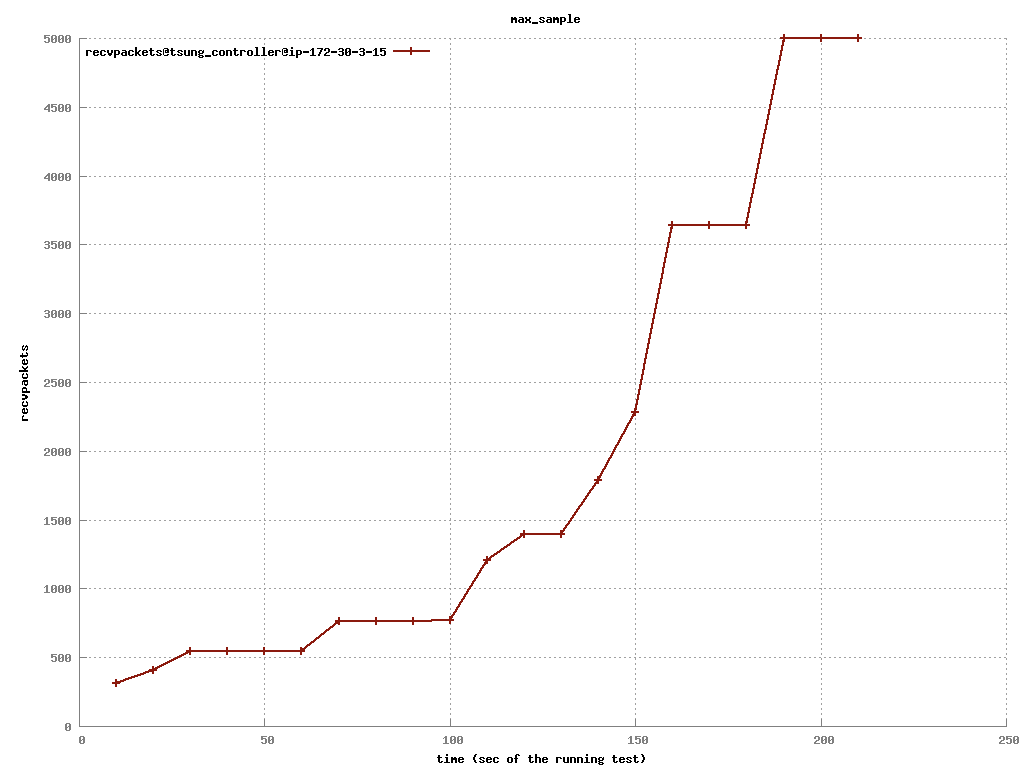 max_sample
recvpackets@tsung_controller@ip-172-30-3-15
5000
4500
4000
3500
3000
2500
2000
1500
1000
500
0
recvpackets
0 50 100 150 200 250
time (sec of the running test)